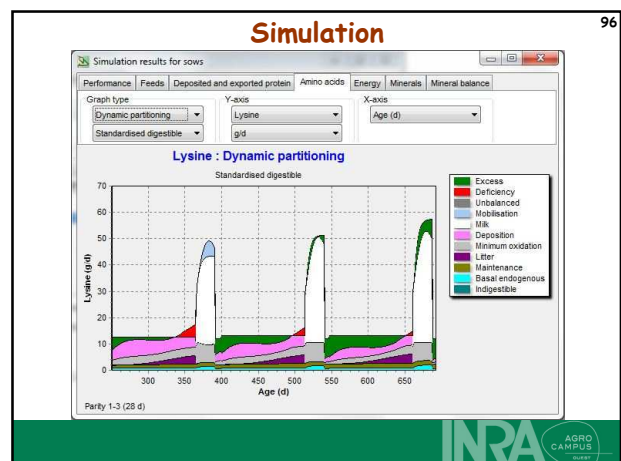 Simulation
96
Simulation results for sows
Performance Feeds Deposited and exported protein Amino acids Energy Minerals Mineral balance
Graph type Y-axis X-axis
Dynamic partitioning Lysine Age (d)
Standardised digestible g/d
Lysine : Dynamic partitioning
Standardised digestible
70
60
50
40
30
20
10
0
Lysine (g/d)
300 350 400 450 500 550 600 650
Age (d)
Excess
Deficiency
Unbalanced
Mobilisation
Milk
Deposition
Minimum oxidation
Litter
Maintenance
Basal endogenous
Indigestible
Parity 1-3 (28 d)
INRA
AGRO
CAMPUS
OUEST